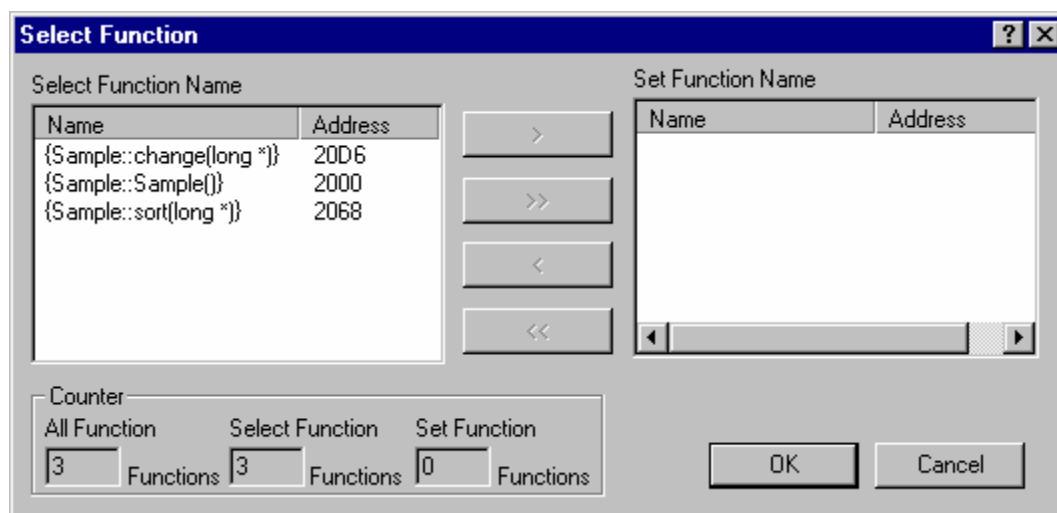 Select Function
? X
Select Function Name
Set Function Name
Name Address
{Sample::change(long *)} 20D6
{Sample::Sample()} 2000
{Sample::sort(long *)} 2068
>
>>
<
<<
Name Address
Counter
All Function Select Function Set Function
3 Functions 3 Functions 0 Functions
OK Cancel